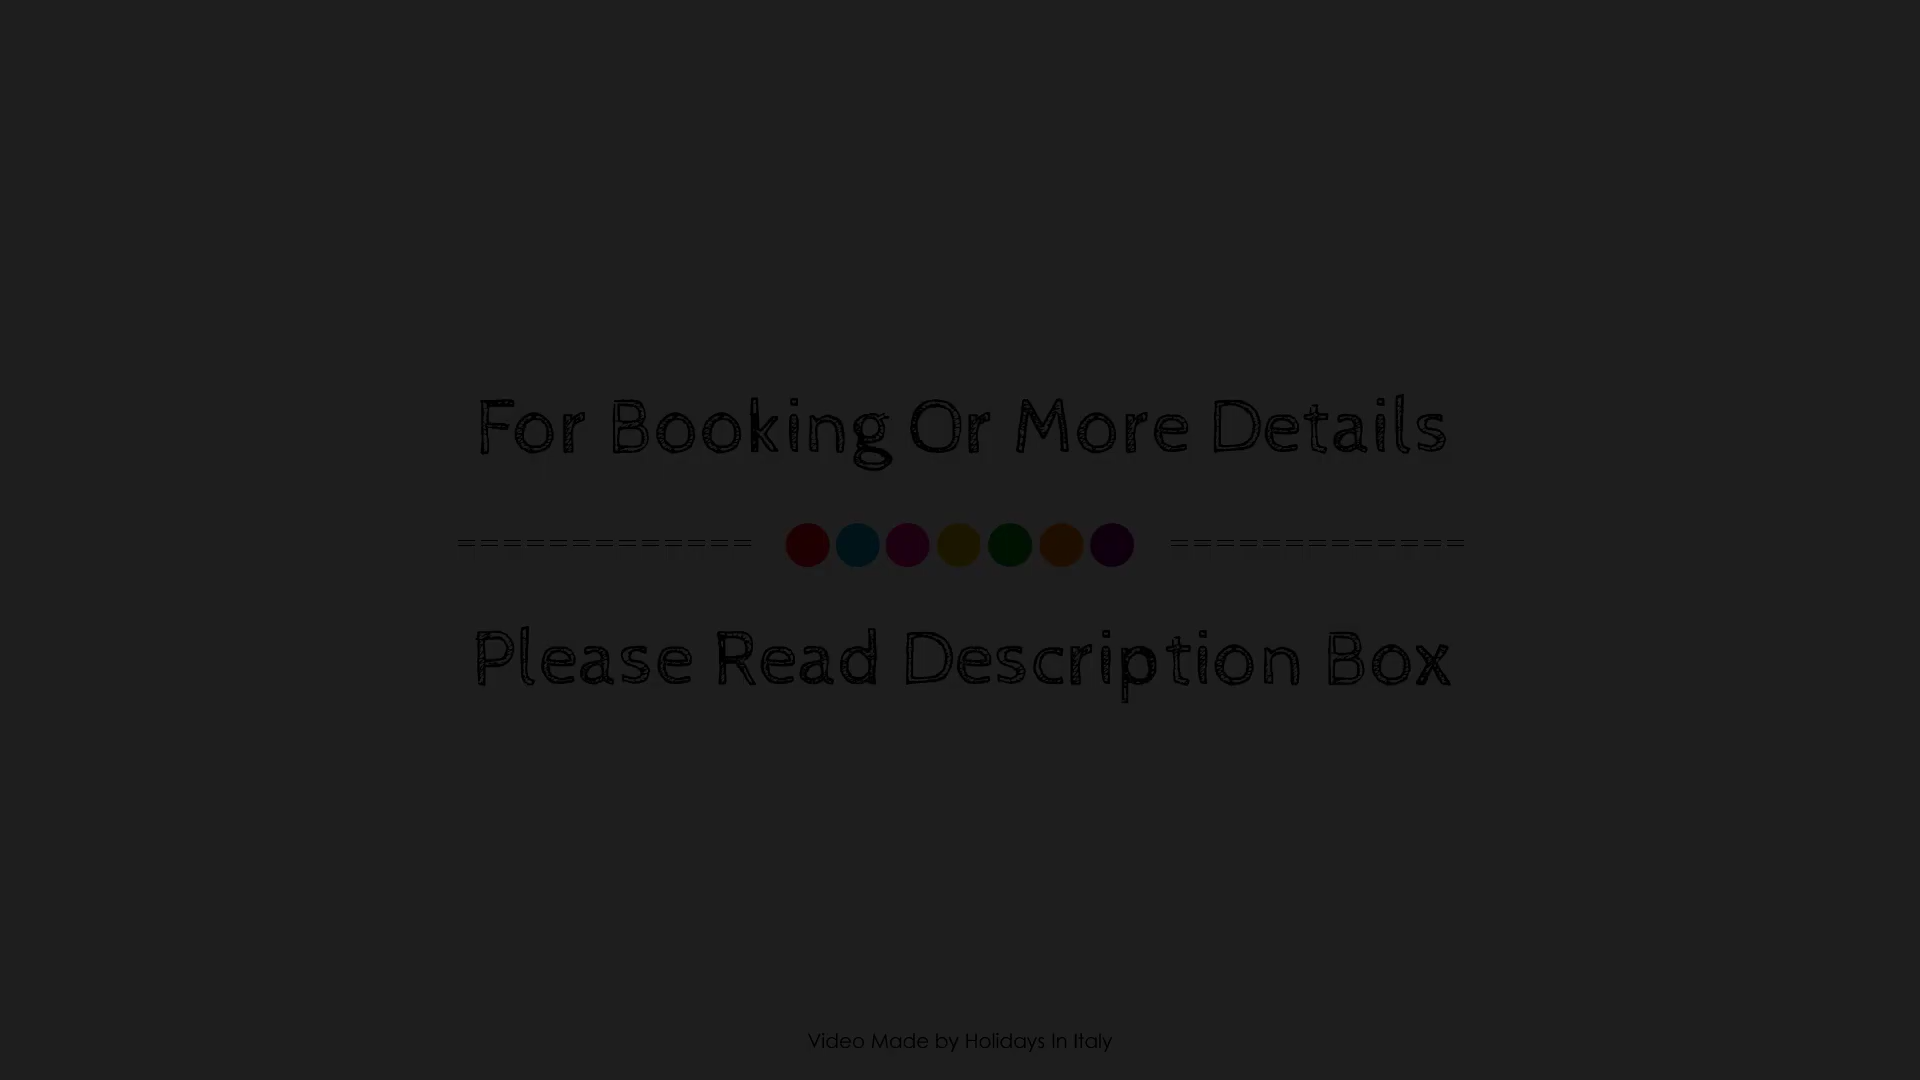 For Booking Or More Details
============= =============
Please Read Description Box
Video Made by Holidays In Italy